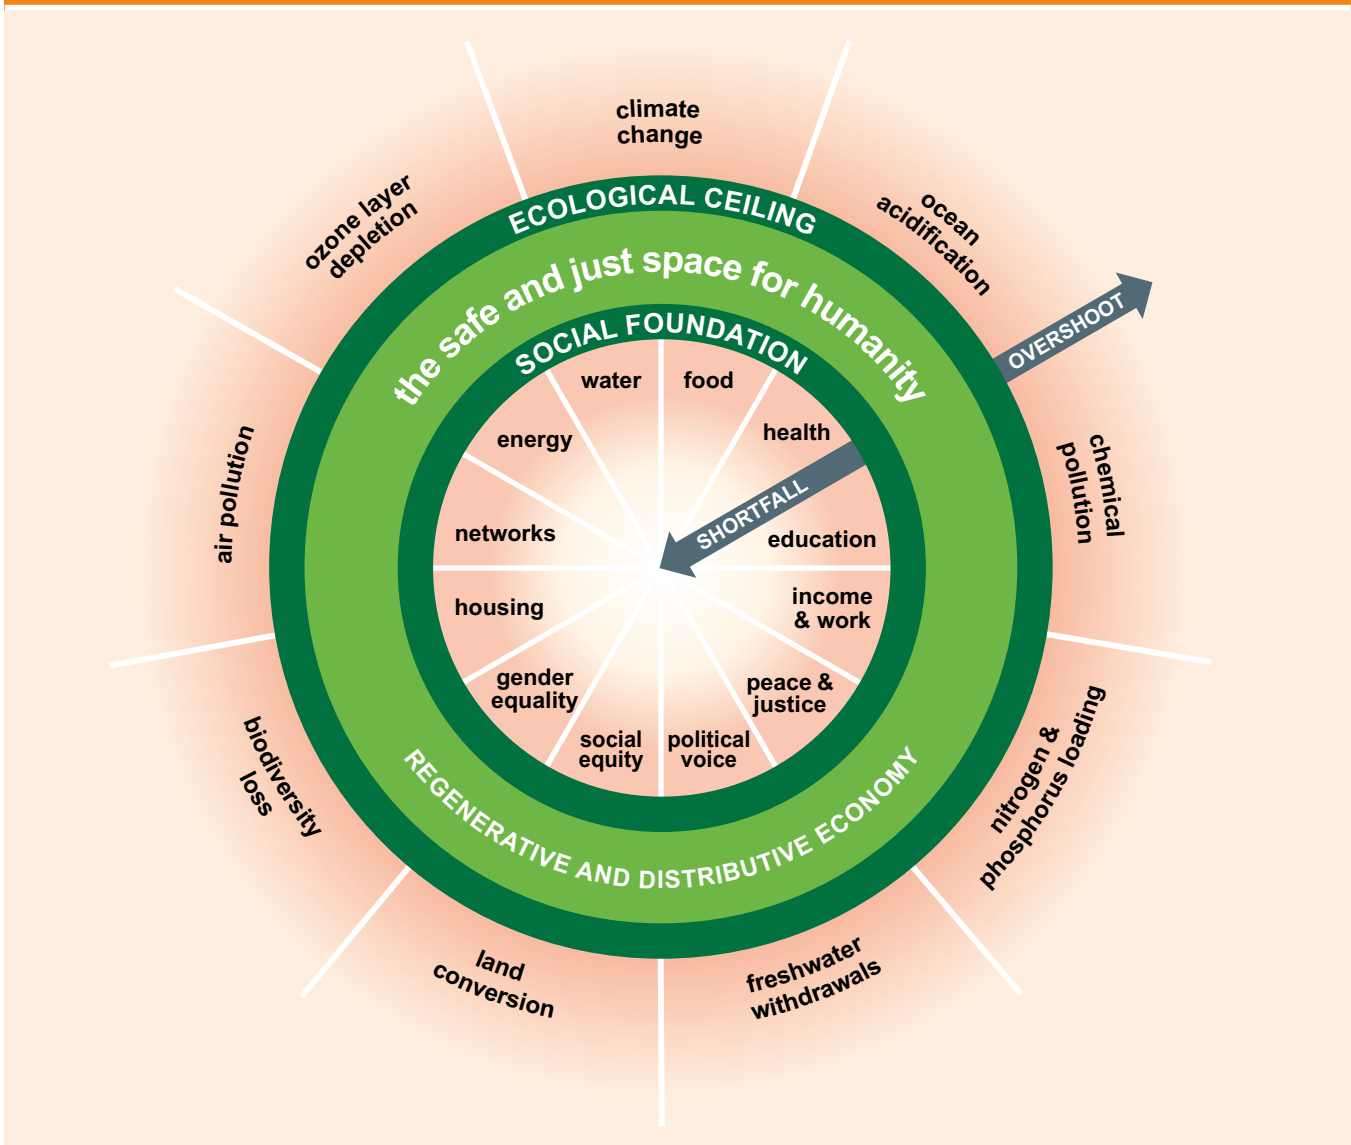 climate
change
ocean
acidification
OVERSHOOT
chemical
pollution
nitrogen &
phosphorus loading
freshwater
withdrawals
land
conversion
biodiversity
loss
air pollution
ozone layer
depletion
ECOLOGICAL CEILING
the safe and just space for humanity
SOCIAL FOUNDATION
water
food
health
SHORTFALL
education
income
& work
peace &
justice
political
voice
social
equity
gender
equality
housing
networks
energy
REGENERATIVE AND DISTRIBUTIVE ECONOMY